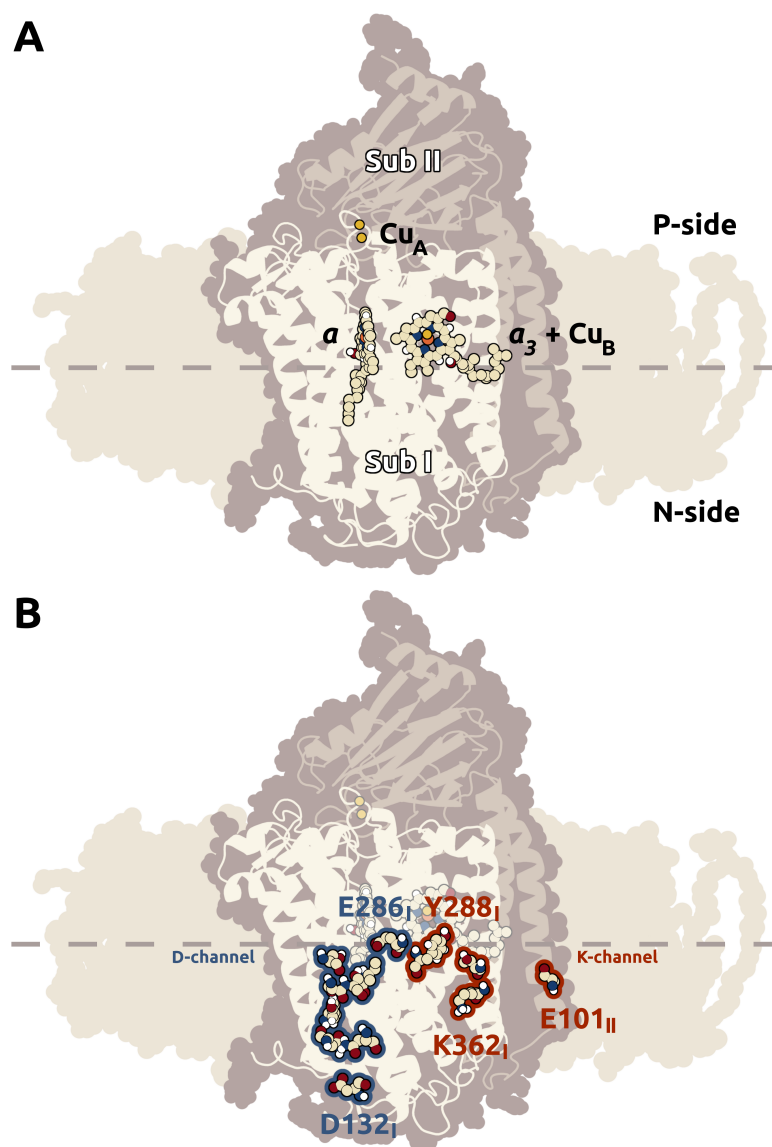 A
Sub II
P-side
CuA
a
a3 + CuB
Sub I
N-side
B
E286I
Y288I
D-channel
K-channel
E101II
K362I
D132I